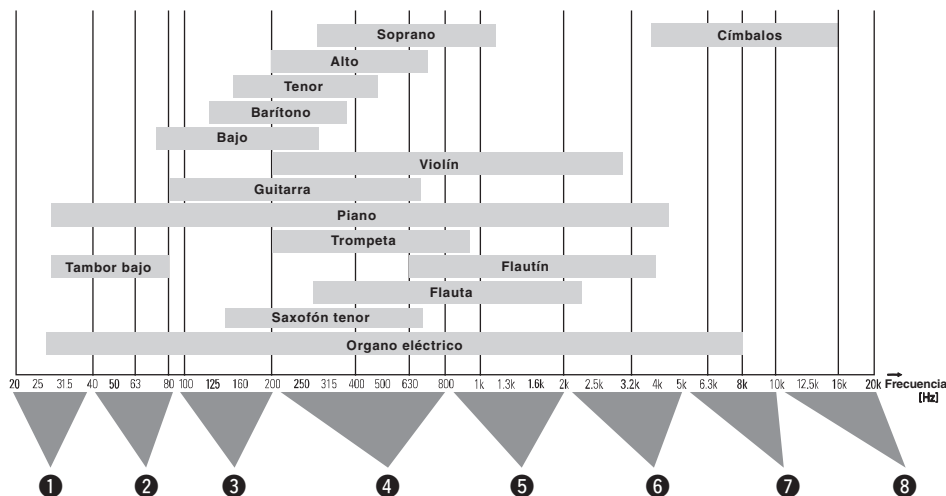 Soprano Címbalos
Alto
Tenor
Barítono
Bajo
Violín
Guitarra
Piano
Trompeta
Tambor bajo Flautín
Flauta
Saxofón tenor
Organo eléctrico
20 25 31.5 40 50 63 80 100 125 160 200 250 315 400 500 630 800 1k 1.3k 1.6k 2k 2.5k 3.2k 4k 5k 6.3k 8k 10k 12.5k 16k 20k Frecuencia
[Hz]
1 2 3 4 5 6 7 8